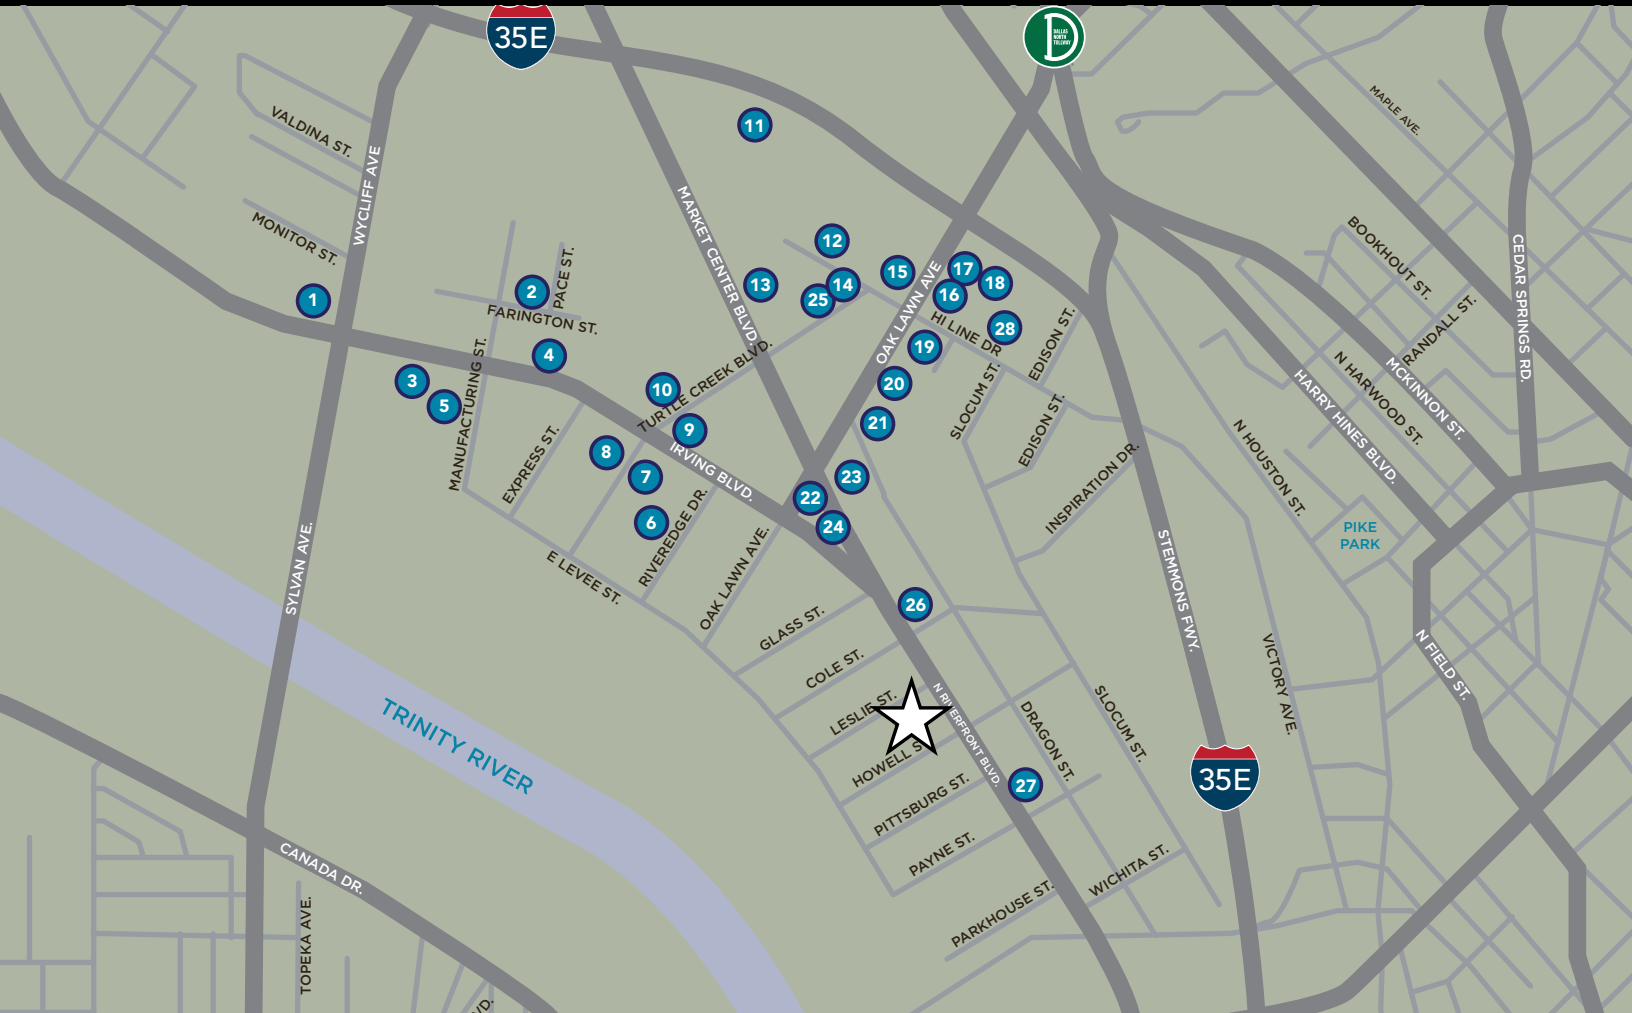 35E
DALLAS
NORTH
TOLLWAY
MAPLE AVE.
VALDINA ST.
11
WYCLIFF AVE
MARKET CENTER BLVD.
MONITOR ST.
BOOKHOUT ST.
CEDAR SPRINGS RD.
12
PACE ST.
15
17
18
13
14
25
16
2
1
OAK LAWN AVE
FARINGTON ST.
HI LINE DR
28
EDISON ST.
RANDALL ST.
19
4
MANUFACTURING ST.
TURTLE CREEK BLVD.
N HARWOOD ST.
MCKINNON ST.
HARRY HINES BLVD.
3
5
10
20
SLOCUM ST.
EDISON ST.
21
9
8
IRVING BLVD.
EXPRESS ST.
N HOUSTON ST.
INSPIRATION DR.
7
23
22
6
24
RIVEREDGE DR.
OAK LAWN AVE.
PIKE
PARK
STEMMONS FWY.
SYLVAN AVE.
E LEVEE ST.
26
GLASS ST.
COLE ST.
N FIELD ST.
VICTORY AVE.
LESLIE ST.
N RIVERFRONT BLVD.
DRAGON ST.
SLOCUM ST.
TRINITY RIVER
HOWELL S
27
35E
PITTSBURG ST.
PAYNE ST.
WICHITA ST.
CANADA DR.
PARKHOUSE ST.
TOPEKA AVE.
VD.